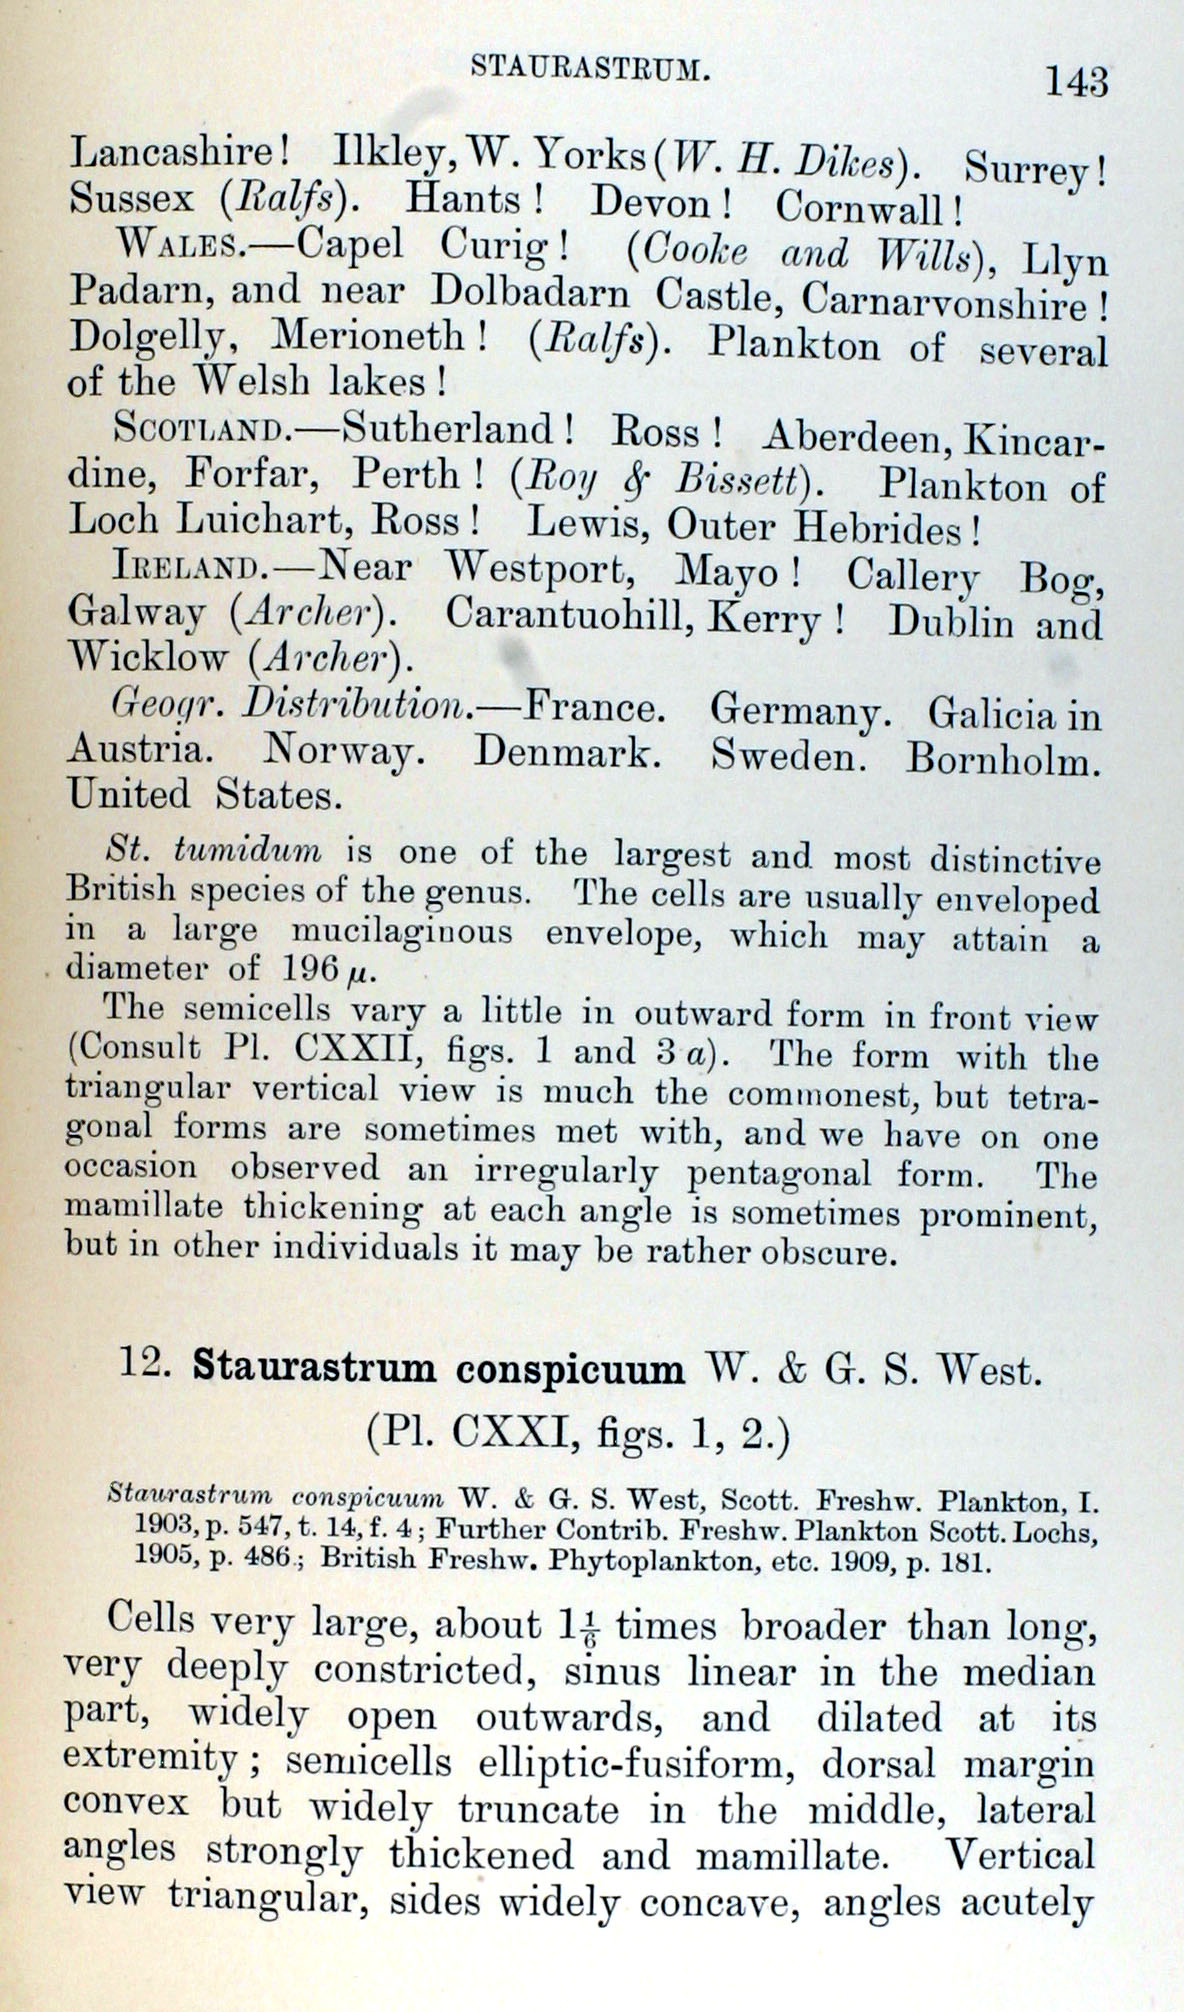 STAURASTRUM.
143
Lancashire! Ilkley, W. Yorks (W. H. Dikes). Surrey!
Sussex (Ralfs). Hants! Devon! Cornwall!
WALES.—Capel Curig! (Cooke and Wills), Llyn
Padarn, and near Dolbadarn Castle, Carnarvonshire!
Dolgelly, Merioneth! (Ralfs). Plankton of several
of the Welsh lakes!
SCOTLAND.—Sutherland! Ross! Aberdeen, Kincar-
dine, Forfar, Perth! (Roy & Bissett). Plankton of
Loch Luichart, Ross! Lewis, Outer Hebrides!
IRELAND.—Near Westport, Mayo! Callery Bog,
Galway (Archer). Carantuohill, Kerry! Dublin and
Wicklow (Archer).
Geogr. Distribution.—France. Germany. Galicia in
Austria. Norway. Denmark. Sweden. Bornholm.
United States.
St. tumidum is one of the largest and most distinctive
British species of the genus. The cells are usually enveloped
in a large mucilaginous envelope, which may attain a
diameter of 196 μ.
The semicells vary a little in outward form in front view
(Consult Pl. CXXII, figs. 1 and 3 a). The form with the
triangular vertical view is much the commonest, but tetra-
gonal forms are sometimes met with, and we have on one
occasion observed an irregularly pentagonal form. The
mamillate thickening at each angle is sometimes prominent,
but in other individuals it may be rather obscure.
12. Staurastrum conspicuum W. & G. S. West.
(Pl. CXXI, figs. 1, 2.)
Staurastrum conspicuum W. & G. S. West, Scott. Freshw. Plankton, I.
1903, p. 547, t. 14, f. 4; Further Contrib. Freshw. Plankton Scott. Lochs,
1905, p. 486.; British Freshw. Phytoplankton, etc. 1909, p. 181.
Cells very large, about 1⅙ times broader than long,
very deeply constricted, sinus linear in the median
part, widely open outwards, and dilated at its
extremity; semicells elliptic-fusiform, dorsal margin
convex but widely truncate in the middle, lateral
angles strongly thickened and mamillate. Vertical
view triangular, sides widely concave, angles acutely